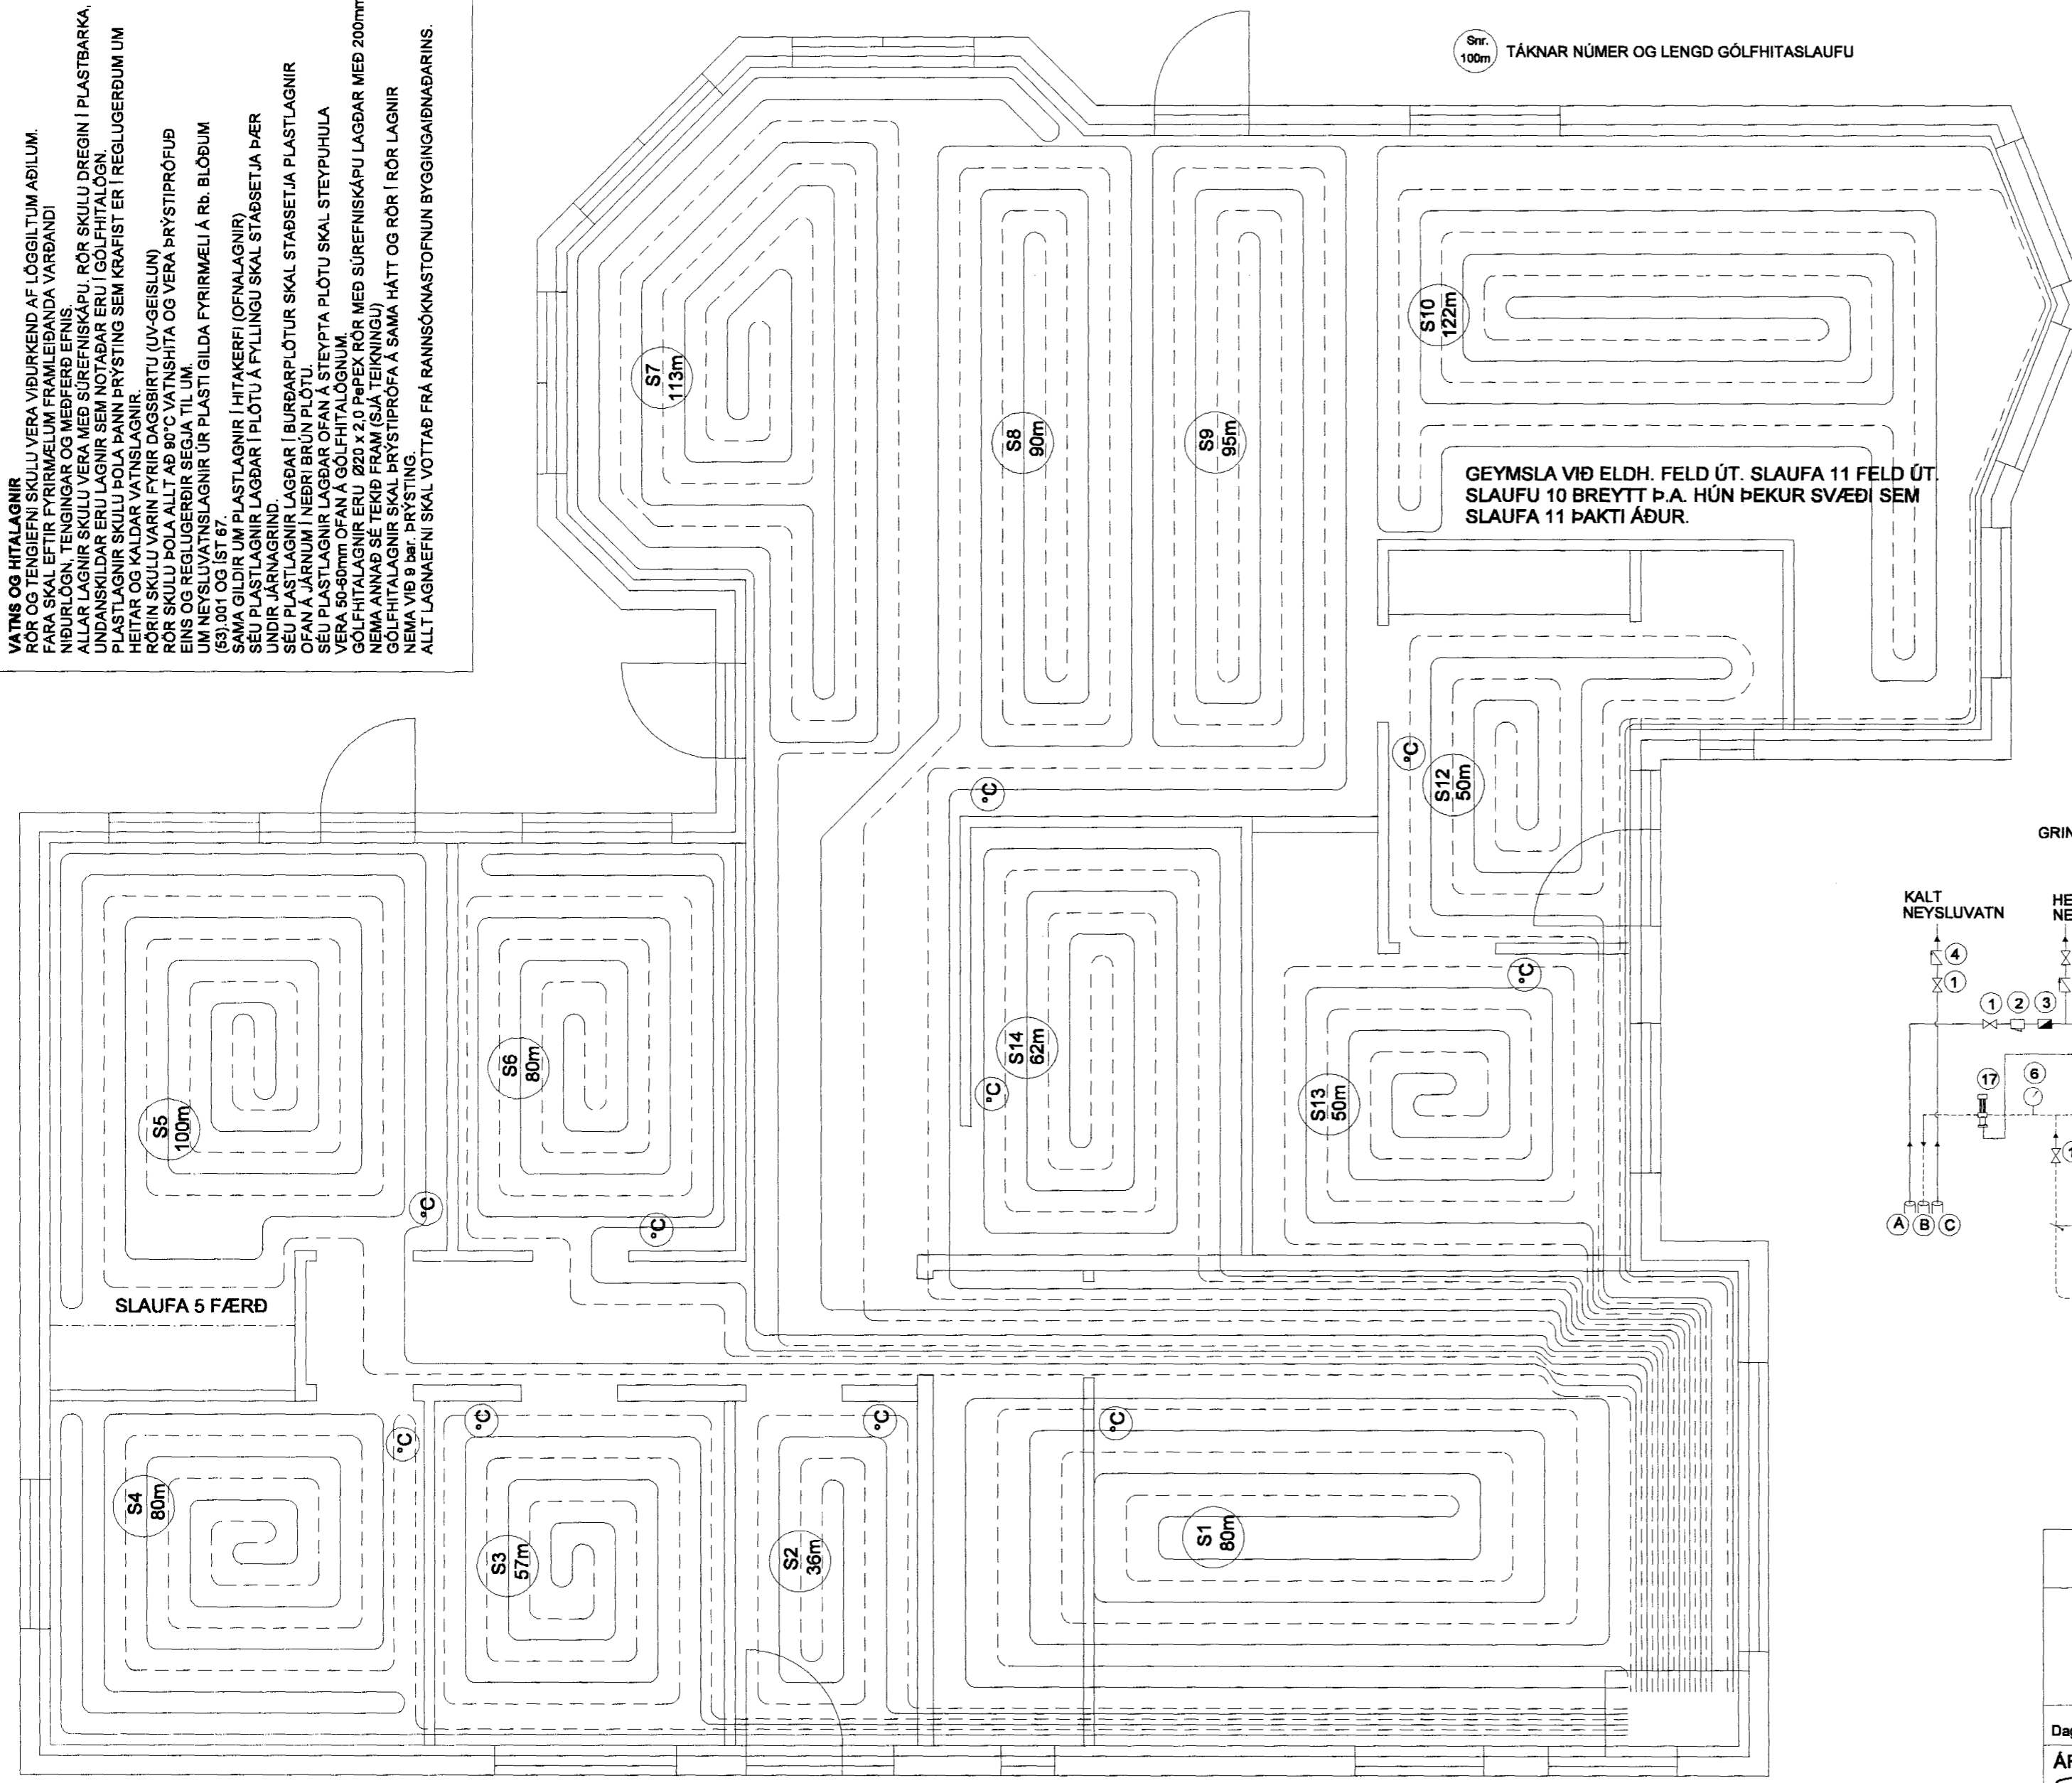 VATNS OG HITALAGNIR
RÖR OG TENGIEFNI SKULU VERA VIÐURKEND AF LÖGGILTUM AÐILUM.
FARA SKAL EFTIR FYRIRMÆLUM FRAMLEIÐANDA VARÐANDI
NIÐURLÖGN, TENGINGAR OG MEÐFERÐ EFNIS.
ALLAR LAGNIR SKULU VERA MEÐ SÚREFNISKÁPU. RÖR SKULU DREGIN Í PLASTBARKA,
UNDANSKILDAR ERU LAGNIR SEM NOTAÐAR ERU Í GÓLFHITALÖGN.
PLASTLAGNIR SKULU ÞOLA ÞANN ÞRÝSTING SEM KRAFIST ER Í REGLUGERÐUM UM
HEITAR OG KALDAR VATNSLAGNIR.
RÖRIN SKULU VARIN FYRIR DAGSBIRTU (UV-GEISLUN)
RÖR SKULU ÞOLA ALLT AÐ 90°C VATNSHITA OG VERA ÞRÝSTIPRÓFUÐ
EINS OG REGLUGERÐIR SEGJA TIL UM.
UM NEYSLUVATNSLAGNIR ÚR PLASTI GILDA FYRIRMÆLI Á Rb. BLÖÐUM
(53).001 OG ÍST 67.
SAMA GILDIR UM PLASTLAGNIR Í HITAKERFI (OFNALAGNIR)
SÉU PLASTLAGNIR LAGÐAR Í PLÖTU Á FYLLINGU SKAL STAÐSETJA ÞÆR
UNDIR JÁRNAGRIND.
SÉU PLASTLAGNIR LAGÐAR Í BURÐARPLÖTUR SKAL STAÐSETJA PLASTLAGNIR
OFAN Á JÁRNUM Í NEÐRI BRÚN PLÖTU.
SÉU PLASTLAGNIR LAGÐAR OFAN Á STEYPTA PLÖTU SKAL STEYPUHULA
VERA 50-60mm OFAN Á GÓLFHITALÖGNUM.
GÓLFHITALAGNIR ERU Ø20 x 2,0 PePEX RÖR MEÐ SÚREFNISKÁPU LAGÐAR MEÐ 200mm
NEMA ANNAÐ SÉ TEKIÐ FRAM (SJÁ TEIKNINGU)
GÓLFHITALAGNIR SKAL ÞRÝSTIPRÓFA Á SAMA HÁTT OG RÖR Í RÖR LAGNIR
NEMA VIÐ 9 bar. ÞRÝSTING.
ALLT LAGNAEFNI SKAL VOTTAÐ FRÁ RANNSÓKNASTOFNUN BYGGINGAIÐNAÐARINS.
Snr.
100m
TÁKNAR NÚMER OG LENGD GÓLFHITASLAUFU
S7
113m
S8
90m
S9
95m
S10
122m
GEYMSLA VIÐ ELDH. FELD ÚT. SLAUFA 11 FELD ÚT.
SLAUFU 10 BREYTT Þ.A. HÚN ÞEKUR SVÆÐI SEM
SLAUFA 11 ÞAKTI ÁÐUR.
°C
S12
50m
°C
°C
S14
62m
°C
S13
50m
S5
100m
S6
80m
°C
°C
SLAUFA 5 FÆRÐ
S4
80m
°C
S3
57m
°C
S2
36m
°C
S1
80m
°C
KALT
NEYSLUVATN
4
1
1
2
3
17
6
A
B
C